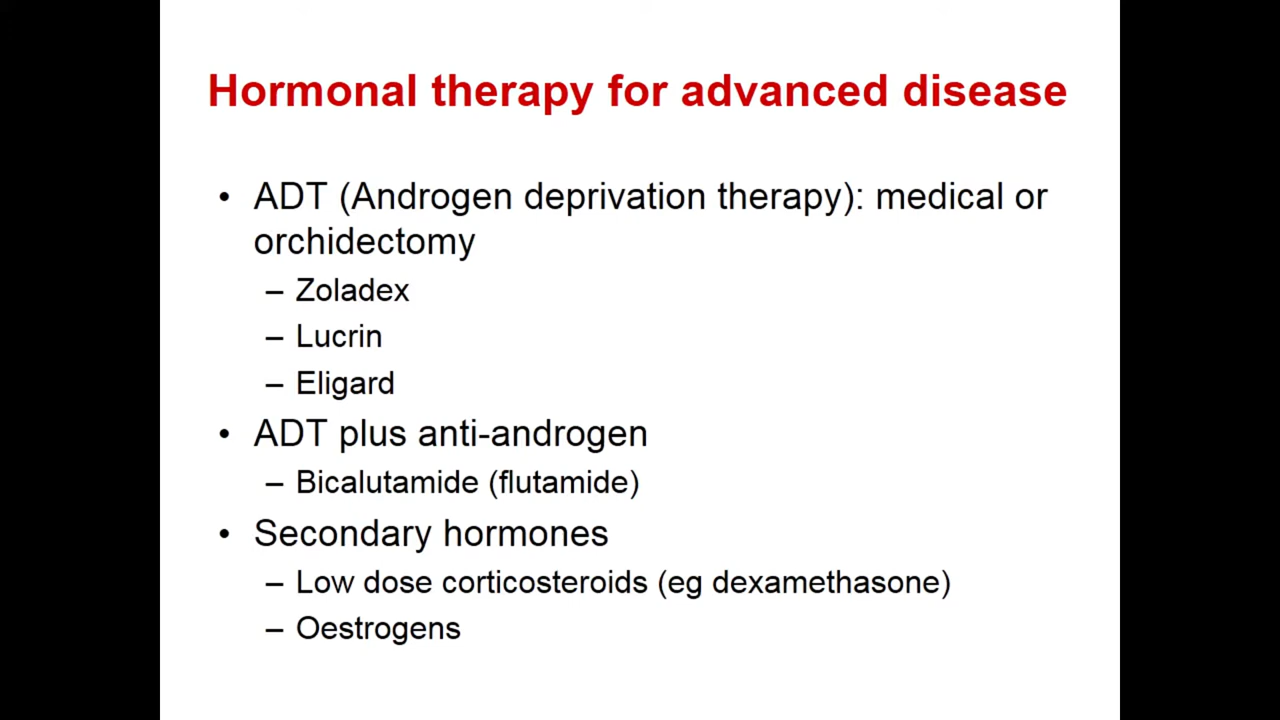 Hormonal therapy for advanced disease
• ADT (Androgen deprivation therapy): medical or
orchidectomy
– Zoladex
– Lucrin
– Eligard
• ADT plus anti-androgen
– Bicalutamide (flutamide)
• Secondary hormones
– Low dose corticosteroids (eg dexamethasone)
– Oestrogens